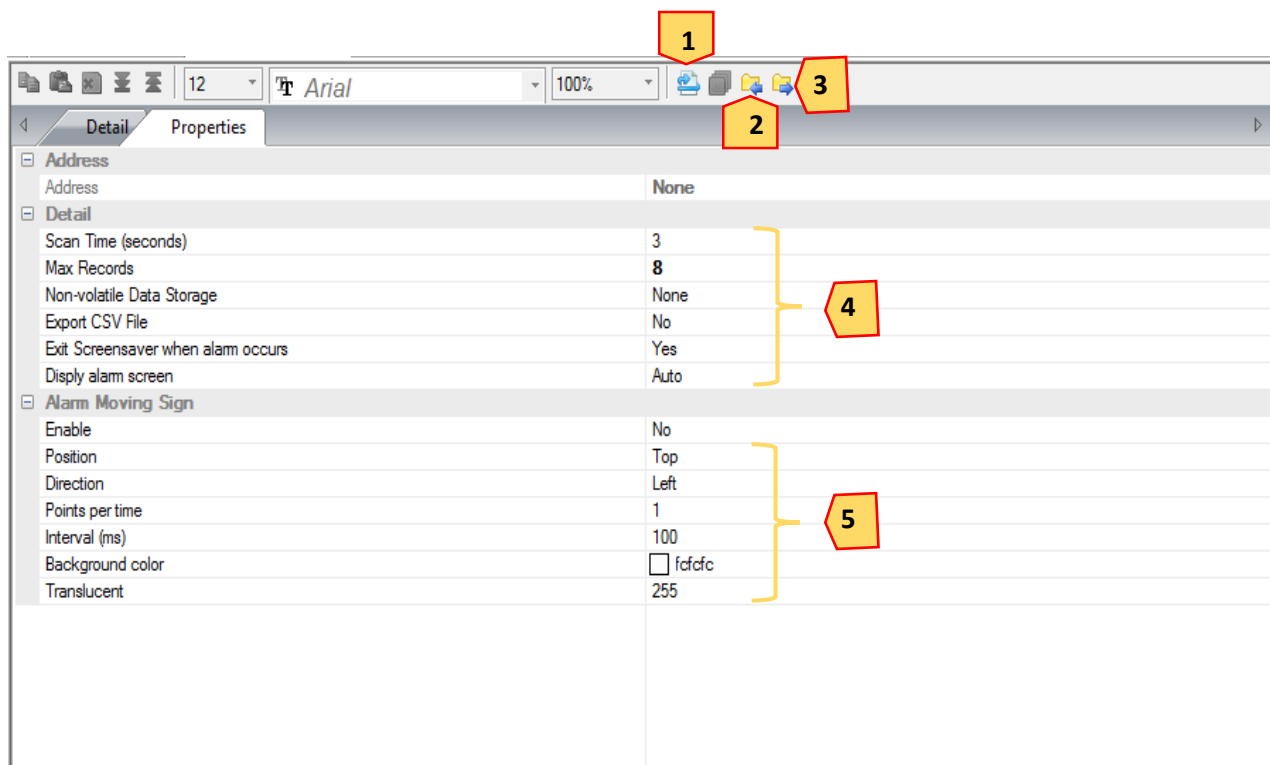 1
12 Arial 100% 3
Detail Properties 2
Address
Address None
Detail
Scan Time (seconds) 3
Max Records 8
Non-volatile Data Storage None
Export CSV File No
Exit Screensaver when alarm occurs Yes
Disply alarm screen Auto
4
Alarm Moving Sign
Enable No
Position Top
Direction Left
Points per time 1
Interval (ms) 100
Background color fcfcfc
Translucent 255
5